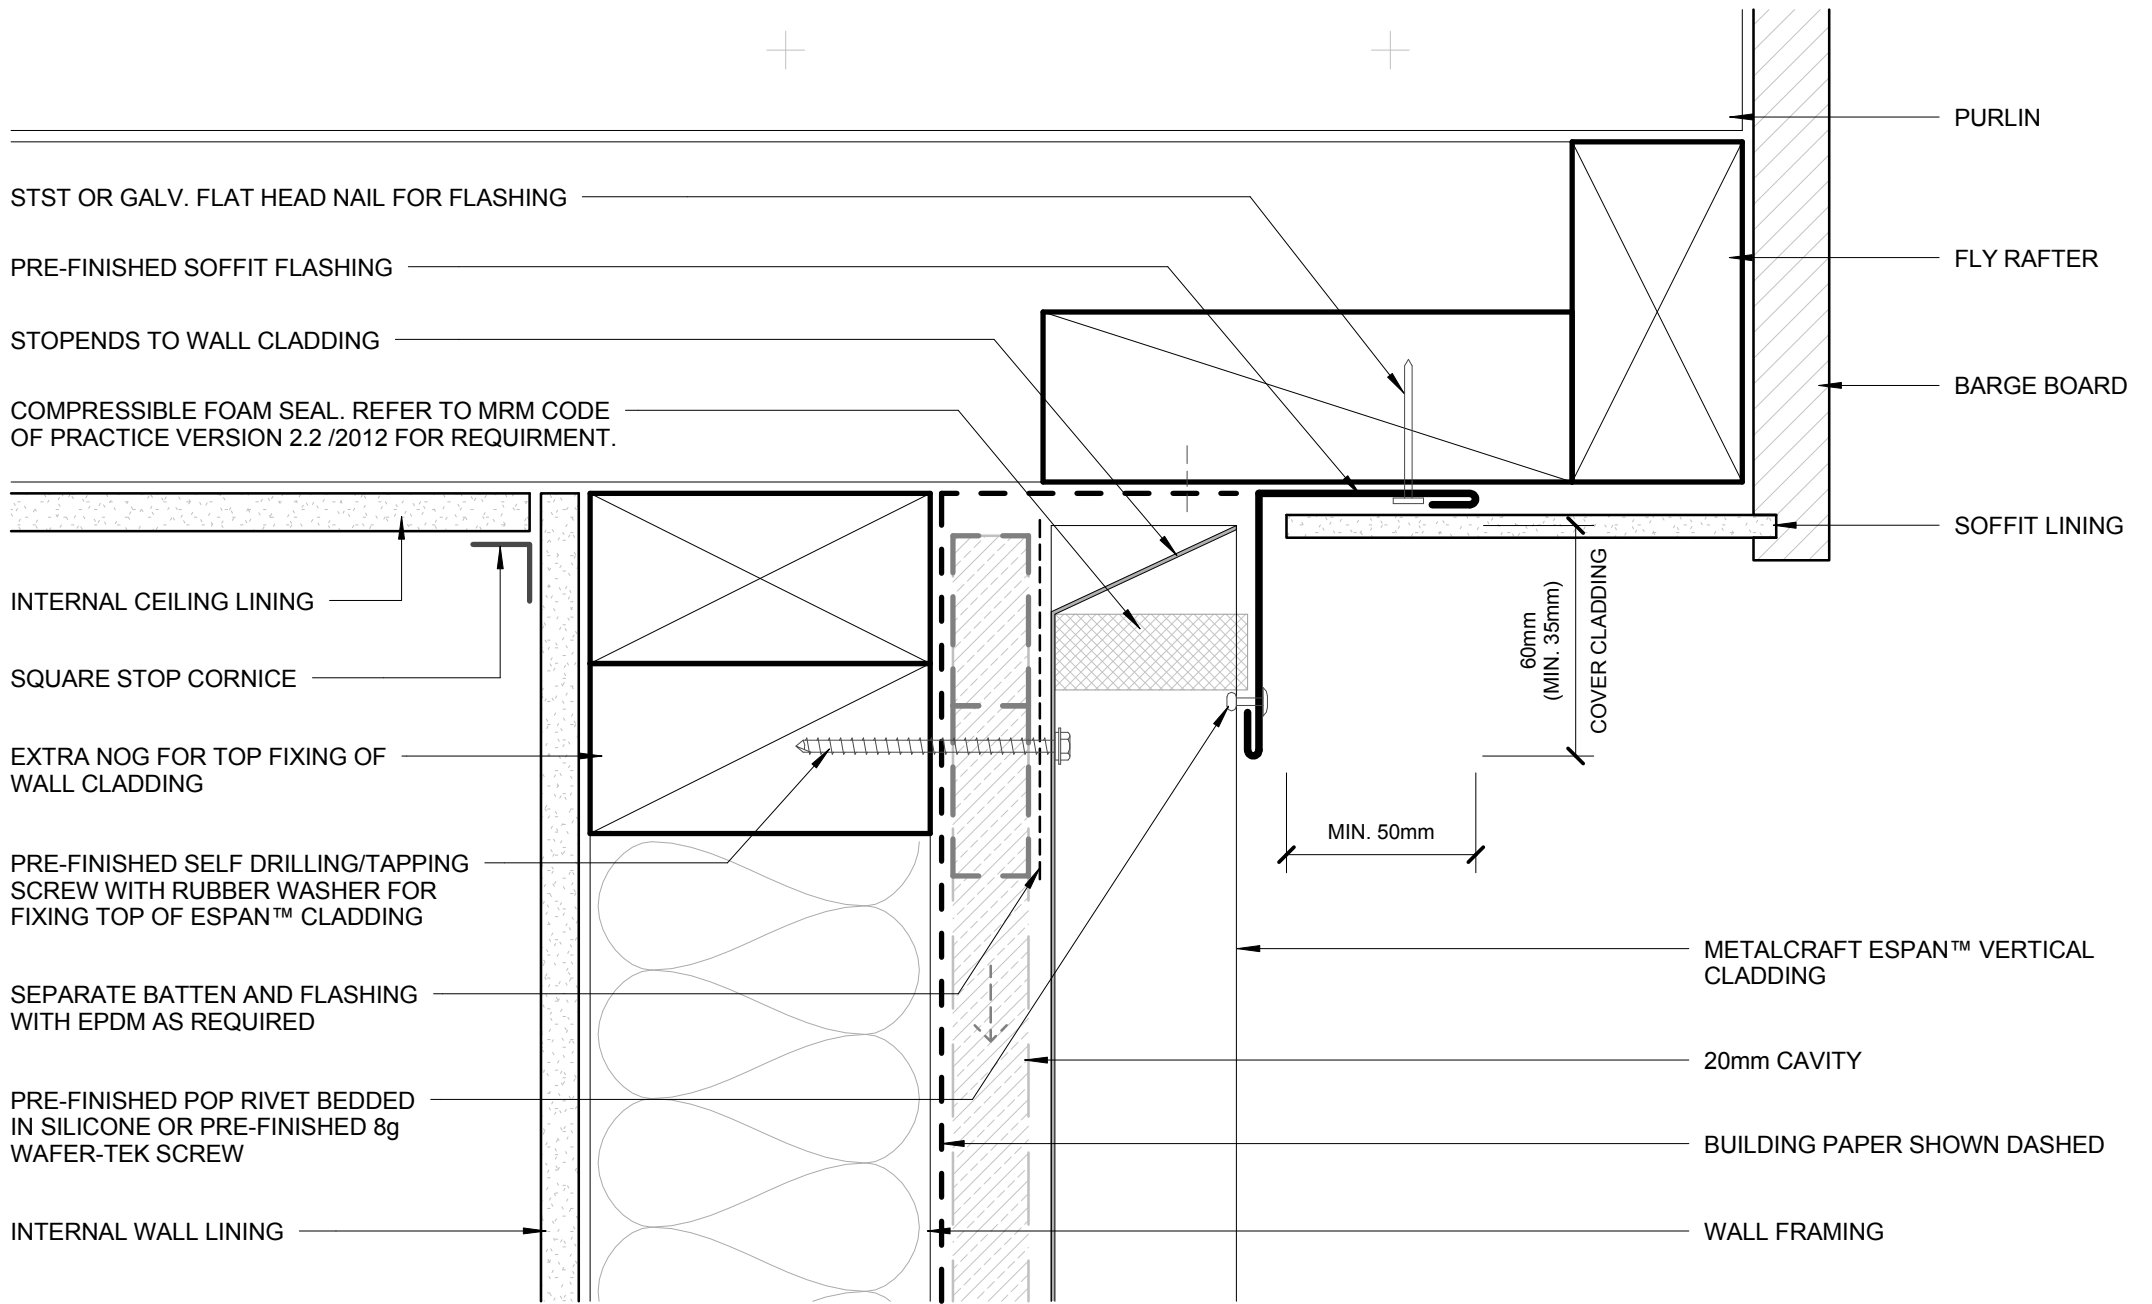 PURLIN
STST OR GALV. FLAT HEAD NAIL FOR FLASHING
FLY RAFTER
PRE-FINISHED SOFFIT FLASHING
STOPENDS TO WALL CLADDING
BARGE BOARD
COMPRESSIBLE FOAM SEAL. REFER TO MRM CODE
OF PRACTICE VERSION 2.2 /2012 FOR REQUIRMENT.
SOFFIT LINING
INTERNAL CEILING LINING
60mm
(MIN. 35mm)
COVER CLADDING
SQUARE STOP CORNICE
EXTRA NOG FOR TOP FIXING OF
WALL CLADDING
MIN. 50mm
PRE-FINISHED SELF DRILLING/TAPPING
SCREW WITH RUBBER WASHER FOR
FIXING TOP OF ESPAN™ CLADDING
METALCRAFT ESPAN™ VERTICAL
CLADDING
SEPARATE BATTEN AND FLASHING
WITH EPDM AS REQUIRED
20mm CAVITY
PRE-FINISHED POP RIVET BEDDED
IN SILICONE OR PRE-FINISHED 8g
WAFER-TEK SCREW
BUILDING PAPER SHOWN DASHED
INTERNAL WALL LINING
WALL FRAMING